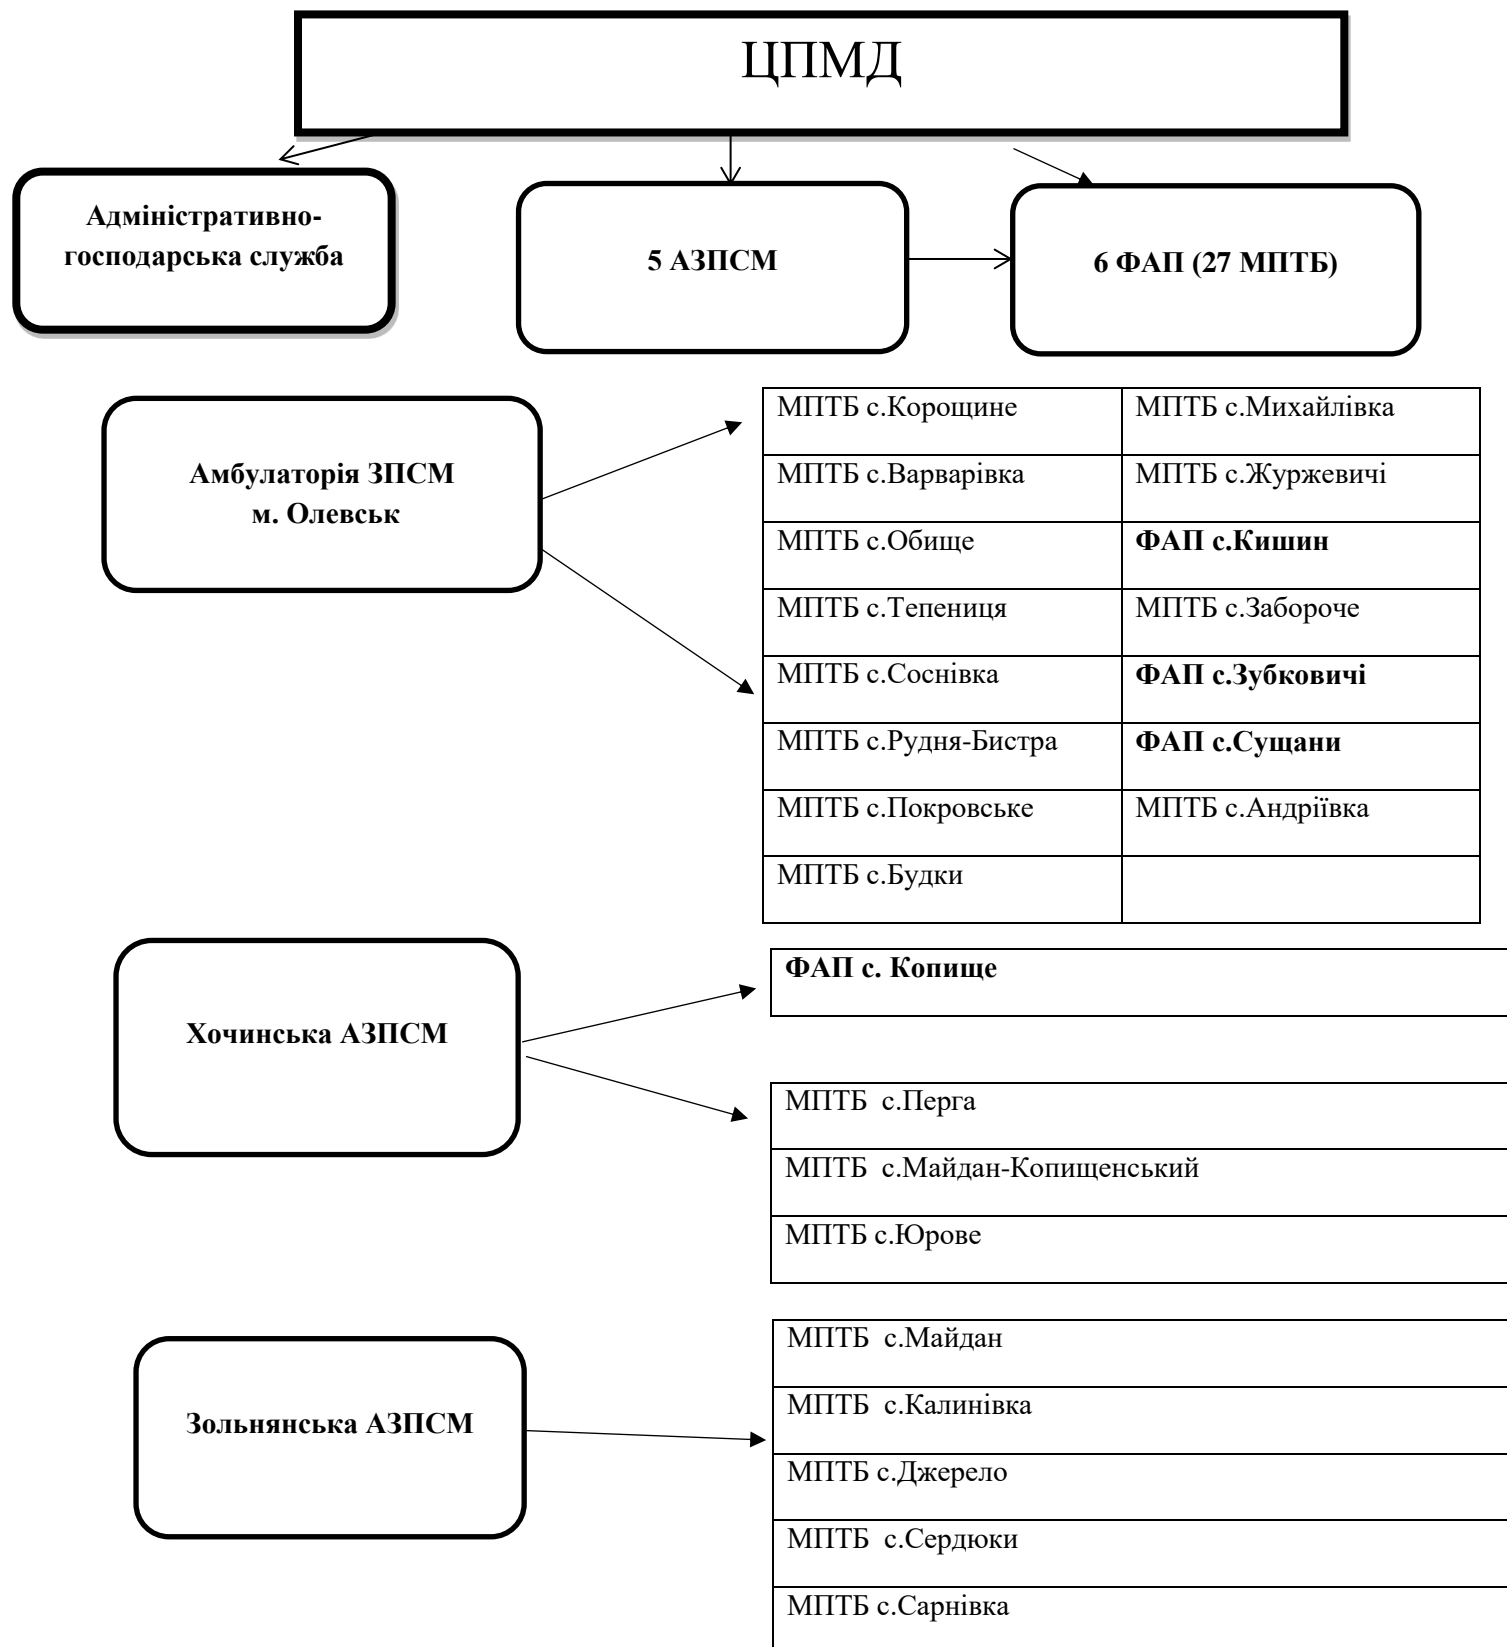 ЦПМД
Адміністративно-
господарська служба
5 АЗПСМ
6 ФАП (27 МПТБ)
Амбулаторія ЗПСМ
м. Олевськ
МПТБ с.Корощине
МПТБ с.Михайлівка
МПТБ с.Варварівка
МПТБ с.Журжевичі
МПТБ с.Обище
ФАП с.Кишин
МПТБ с.Тепениця
МПТБ с.Забороче
МПТБ с.Соснівка
ФАП с.Зубковичі
МПТБ с.Рудня-Бистра
ФАП с.Сущани
МПТБ с.Покровське
МПТБ с.Андріївка
МПТБ с.Будки
Хочинська АЗПСМ
ФАП с. Копище
МПТБ с.Перга
МПТБ с.Майдан-Копищенський
МПТБ с.Юрове
Зольнянська АЗПСМ
МПТБ с.Майдан
МПТБ с.Калинівка
МПТБ с.Джерело
МПТБ с.Сердюки
МПТБ с.Сарнівка